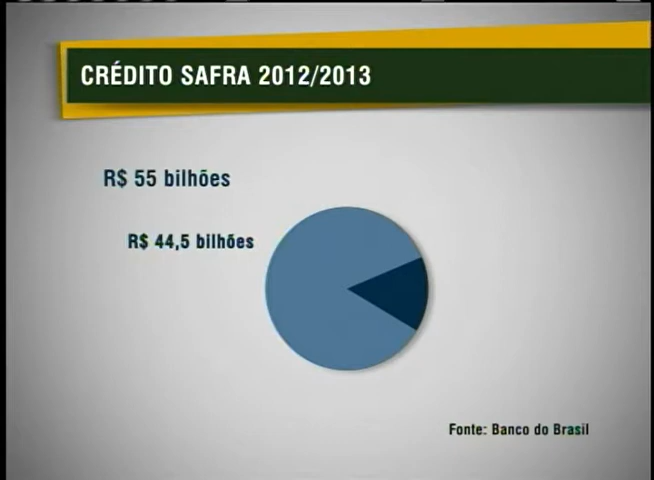 CRÉDITO SAFRA 2012/2013
R$ 55 bilhões
R$ 44,5 bilhões
Fonte: Banco do Brasil